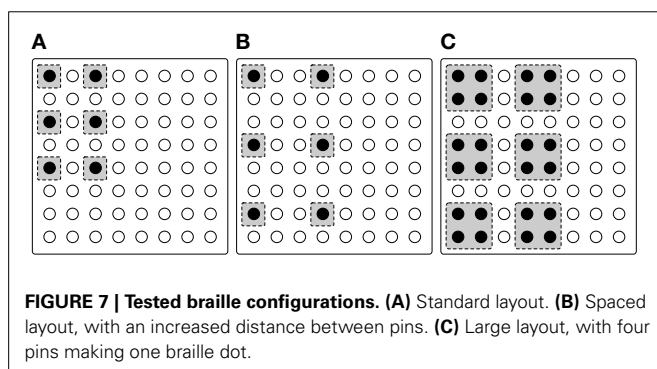 A B C
FIGURE 7 | Tested braille configurations. (A) Standard layout. (B) Spaced
layout, with an increased distance between pins. (C) Large layout, with four
pins making one braille dot.